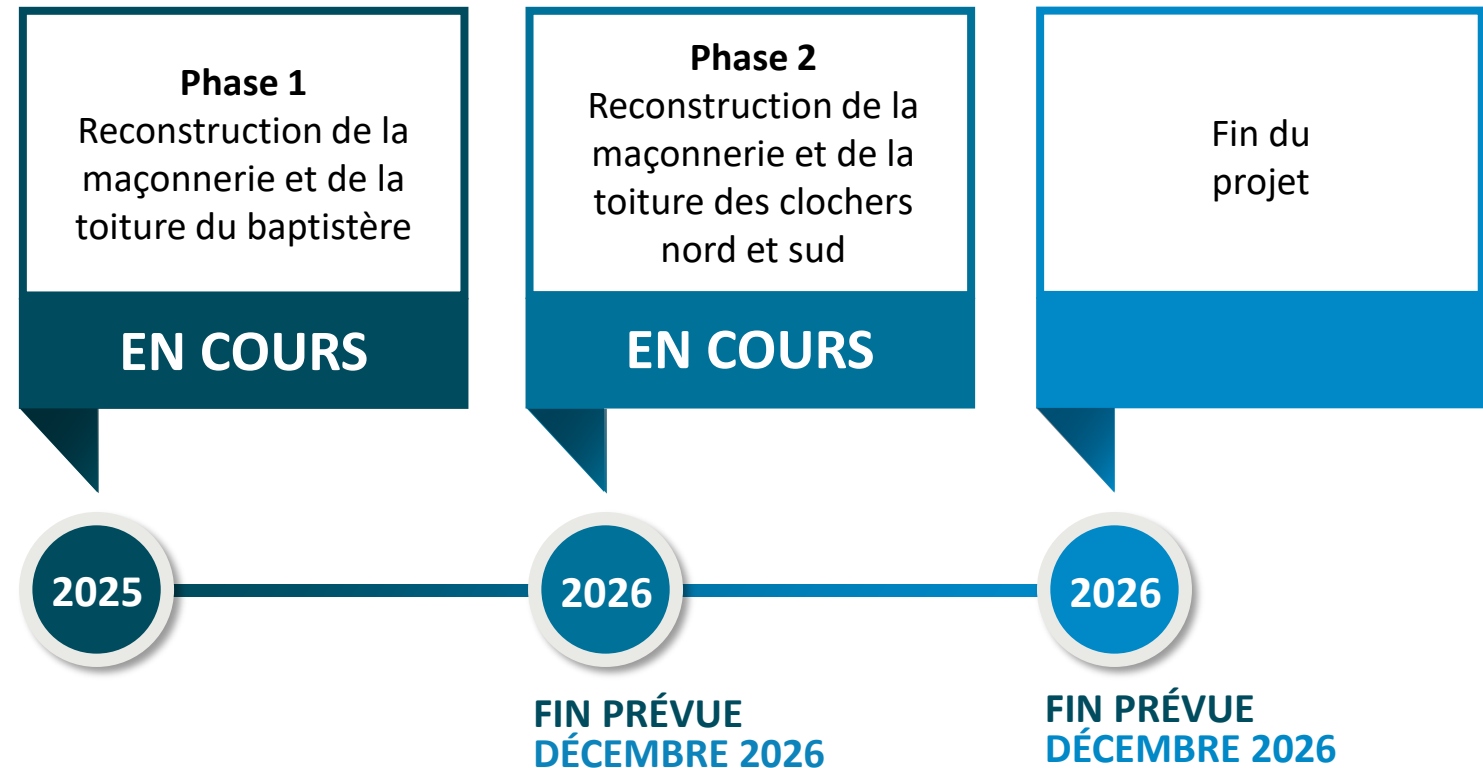 Phase 1
Reconstruction de la
maçonnerie et de la
toiture du baptistère
EN COURS
Phase 2
Reconstruction de la
maçonnerie et de la
toiture des clochers
nord et sud
EN COURS
Fin du
projet
2025
2026
2026
FIN PRÉVUE
DÉCEMBRE 2026
FIN PRÉVUE
DÉCEMBRE 2026